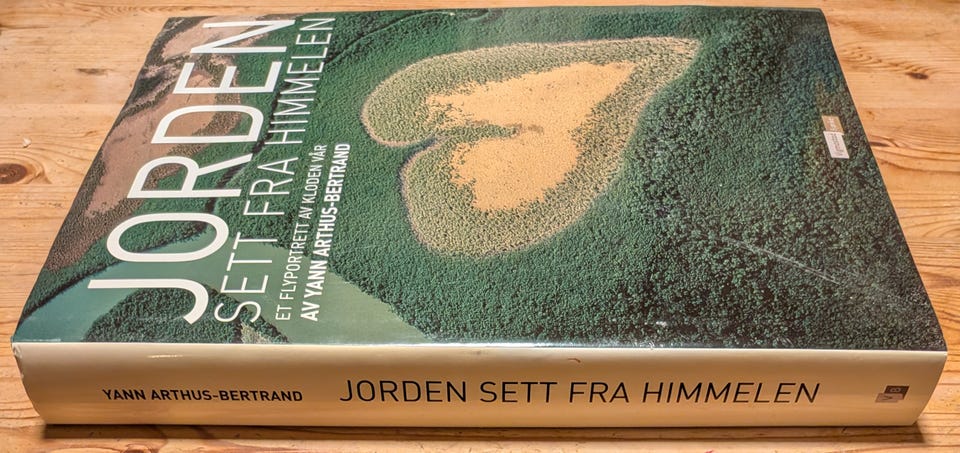 JORDEN
SETT FRA HIMMELEN
ET FLYPORTRETT AV KLODEN VÅR
AV YANN ARTHUS-BERTRAND
YANN ARTHUS-BERTRAND
JORDEN SETT FRA HIMMELEN